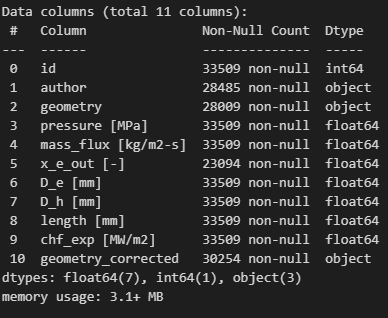 Data columns (total 11 columns):
 #   Column              Non-Null Count  Dtype
---  ------              --------------  -----
 0   id                  33509 non-null  int64
 1   author              28485 non-null  object
 2   geometry            28009 non-null  object
 3   pressure [MPa]      33509 non-null  float64
 4   mass_flux [kg/m2-s] 33509 non-null  float64
 5   x_e_out [-]         23094 non-null  float64
 6   D_e [mm]            33509 non-null  float64
 7   D_h [mm]            33509 non-null  float64
 8   length [mm]         33509 non-null  float64
 9   chf_exp [MW/m2]     33509 non-null  float64
 10  geometry_corrected  30254 non-null  object
dtypes: float64(7), int64(1), object(3)
memory usage: 3.1+ MB